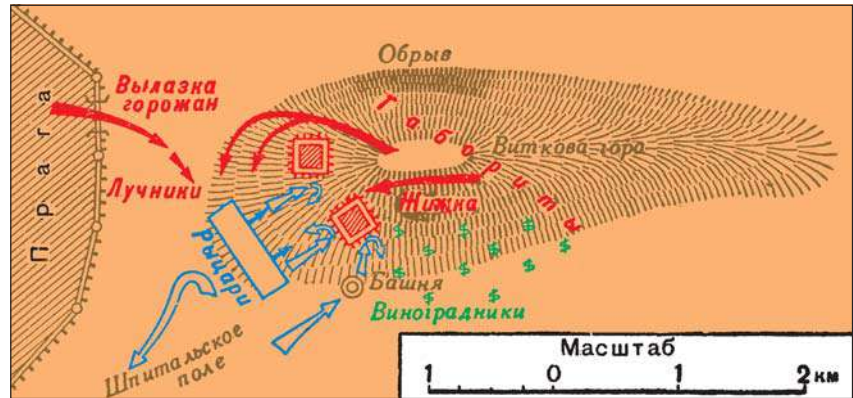 Прага
Вылазка
горожан
Лучники
Обрыв
Табориты
Виткова гора
Жижка
рыцари
Башня
Виноградники
Шпитальское
поле
Масштаб
1 0 1 2 км